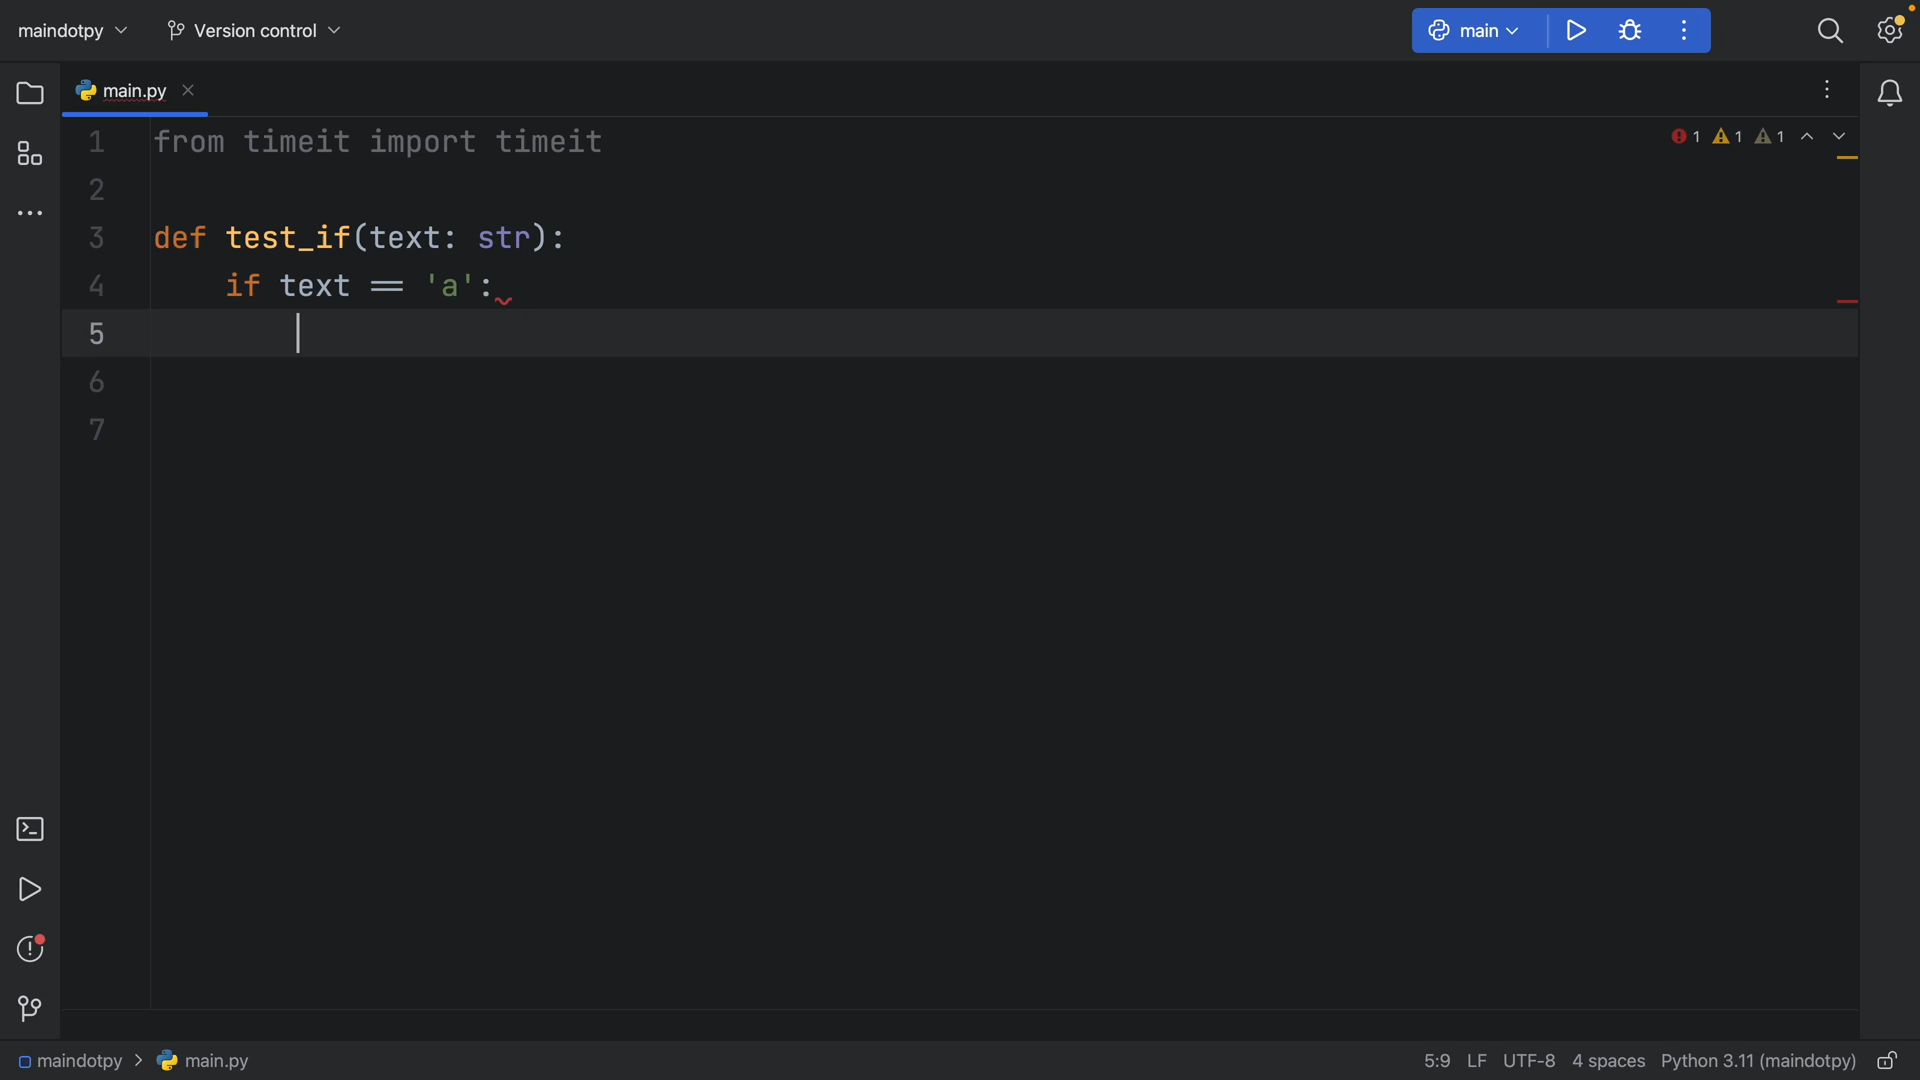 maindotpy Version control main
main.py
1 from timeit import timeit 1 1 1
2
3 def test_if(text: str):
4 if text == 'a':
5
6
7
maindotpy > main.py 5:9 LF UTF-8 4 spaces Python 3.11 (maindotpy)